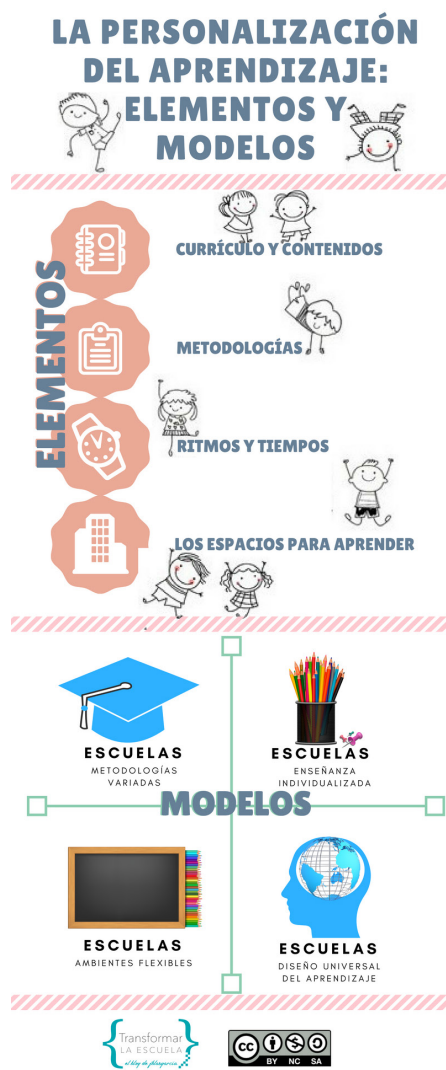 LA PERSONALIZACIÓN
DEL APRENDIZAJE:
ELEMENTOS Y
MODELOS
ELEMENTOS
CURRÍCULO Y CONTENIDOS
METODOLOGÍAS
RITMOS Y TIEMPOS
LOS ESPACIOS PARA APRENDER
ESCUELAS
METODOLOGÍAS
VARIADAS
ESCUELAS
ENSEÑANZA
INDIVIDUALIZADA
MODELOS
ESCUELAS
AMBIENTES FLEXIBLES
ESCUELAS
DISEÑO UNIVERSAL
DEL APRENDIZAJE
Transformar
LA ESCUELA
el blog de jblasgarcia
cc
BY NC SA